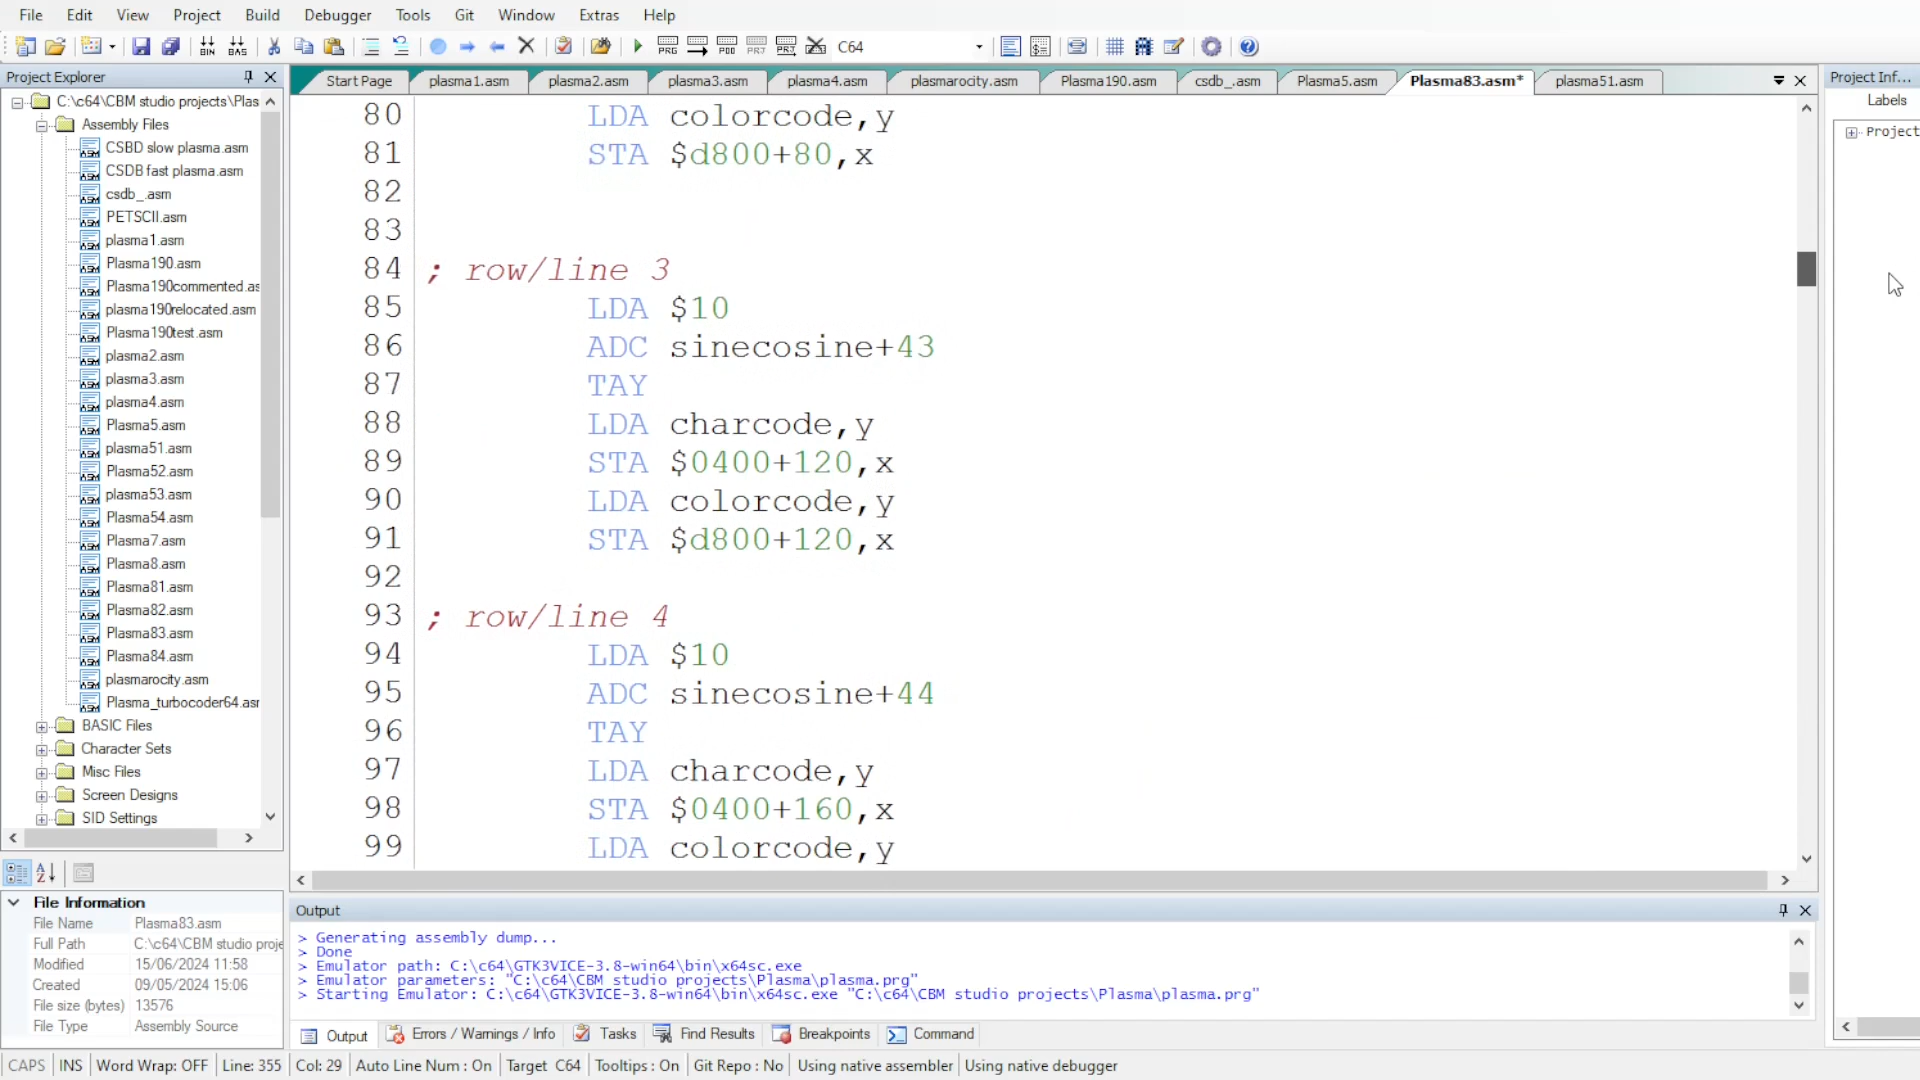 File Edit View Project Build Debugger Tools Git Window Extras Help
BIN BAS PRG PRJ PRJ C64
Project Explorer
Start Page plasma1.asm plasma2.asm plasma3.asm plasma4.asm plasmarocity.asm Plasma190.asm csdb_.asm Plasma5.asm Plasma83.asm* plasma51.asm
Project Inf...
Labels
Project
C:\c64\CBM studio projects\Plas
Assembly Files
CSBD slow plasma.asm
CSDB fast plasma.asm
csdb_.asm
PETSCII.asm
plasma1.asm
Plasma190.asm
Plasma190commented.as
plasma190relocated.asm
Plasma190test.asm
plasma2.asm
plasma3.asm
plasma4.asm
Plasma5.asm
plasma51.asm
Plasma52.asm
plasma53.asm
Plasma54.asm
Plasma7.asm
Plasma8.asm
Plasma81.asm
Plasma82.asm
Plasma83.asm
Plasma84.asm
plasmarocity.asm
Plasma_turbocoder64.asr
BASIC Files
Character Sets
Misc Files
Screen Designs
SID Settings
80 LDA colorcode,y
81 STA $d800+80,x
82
83
84 ; row/line 3
85 LDA $10
86 ADC sinecosine+43
87 TAY
88 LDA charcode,y
89 STA $0400+120,x
90 LDA colorcode,y
91 STA $d800+120,x
92
93 ; row/line 4
94 LDA $10
95 ADC sinecosine+44
96 TAY
97 LDA charcode,y
98 STA $0400+160,x
99 LDA colorcode,y
File Information
File Name Plasma83.asm
Full Path C:\c64\CBM studio proje
Modified 15/06/2024 11:58
Created 09/05/2024 15:06
File size (bytes) 13576
File Type Assembly Source
Output
> Generating assembly dump...
> Done
> Emulator path: C:\c64\GTK3VICE-3.8-win64\bin\x64sc.exe
> Emulator parameters: "C:\c64\CBM studio projects\Plasma\plasma.prg"
> Starting Emulator: C:\c64\GTK3VICE-3.8-win64\bin\x64sc.exe "C:\c64\CBM studio projects\Plasma\plasma.prg"
Output Errors / Warnings / Info Tasks Find Results Breakpoints Command
CAPS INS Word Wrap: OFF Line: 355 Col: 29 Auto Line Num : On Target C64 Tooltips : On Git Repo : No Using native assembler Using native debugger